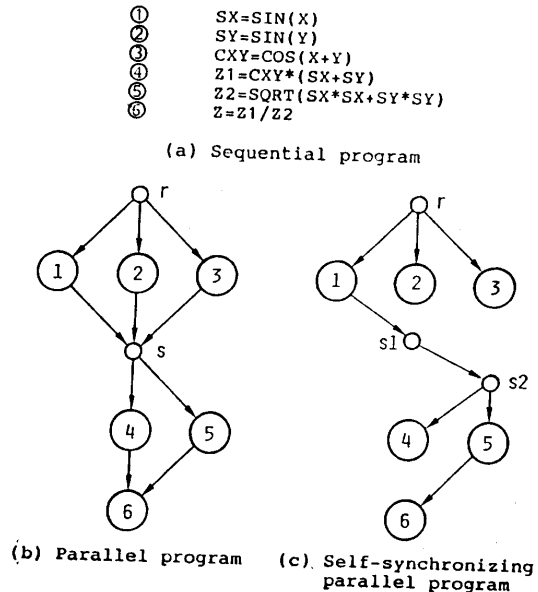 ① SX=SIN(X)
② SY=SIN(Y)
③ CXY=COS(X+Y)
④ Z1=CXY*(SX+SY)
⑤ Z2=SQRT(SX*SX+SY*SY)
⑥ Z=Z1/Z2
(a) Sequential program
r
1 2 3
s
4 5
6
(b) Parallel program
r
1 2 3
s1
s2
4 5
6
(c) Self-synchronizing
parallel program